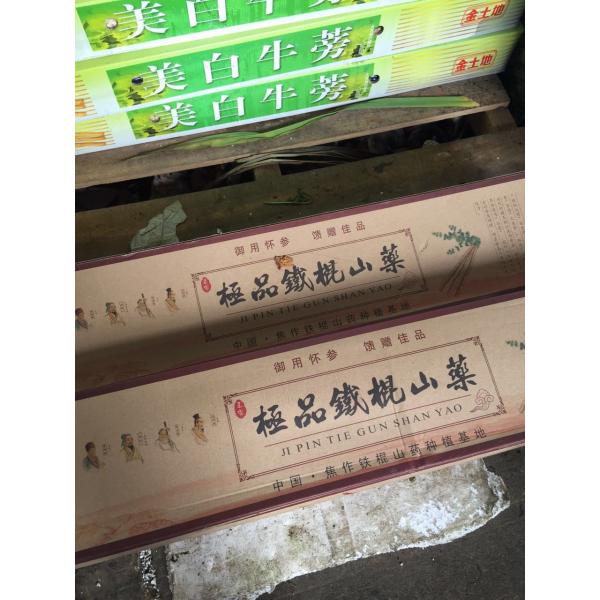 美白牛蒡
金土地
美白牛蒡
金土地
美白牛蒡
御用怀参 馈赠佳品
極品鐵棍山藥
JI PIN TIE GUN SHAN YAO
中国·焦作铁棍山药种植基地
御用怀参 馈赠佳品
極品鐵棍山藥
JI PIN TIE GUN SHAN YAO
中国·焦作铁棍山药种植基地